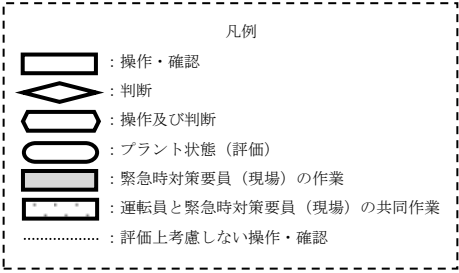 凡例
：操作・確認
：判断
：操作及び判断
：プラント状態（評価）
：緊急時対策要員（現場）の作業
：運転員と緊急時対策要員（現場）の共同作業
：評価上考慮しない操作・確認